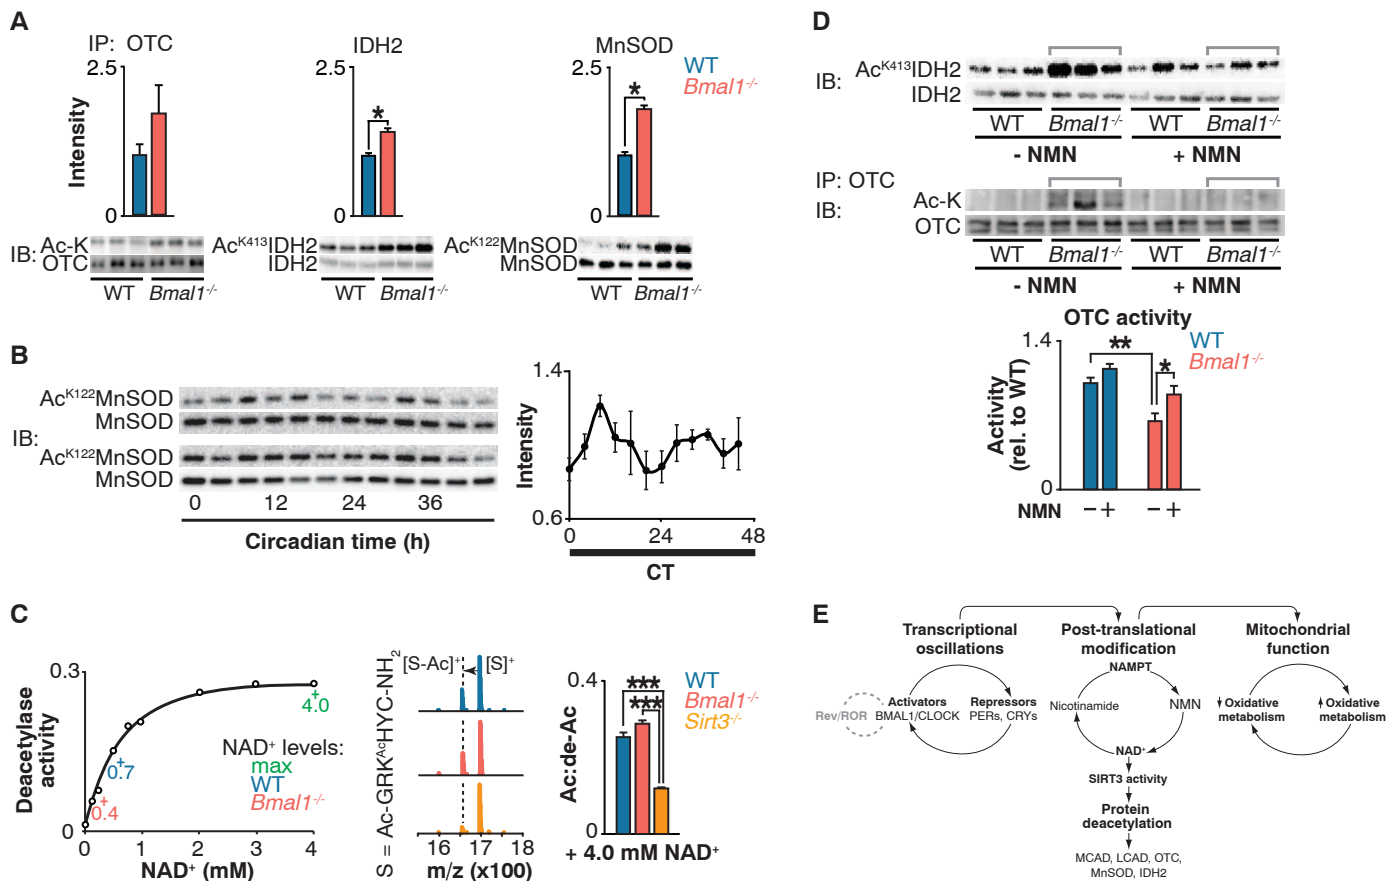 A
IP: OTC
IDH2
MnSOD
WT
Bmal1-/-
2.5
2.5
2.5
Intensity
*
*
0
0
0
IB:
Ac-K
OTC
AcK413IDH2
IDH2
AcK122MnSOD
MnSOD
WT Bmal1-/-
WT Bmal1-/-
WT Bmal1-/-
B
AcK122MnSOD
MnSOD
IB:
AcK122MnSOD
MnSOD
0 12 24 36
Circadian time (h)
1.4
Intensity
0.6
0 24 48
CT
C
0.3
Deacetylase
activity
0
NAD+ levels:
max
WT
Bmal1-/-
+
4.0
+
0.7
+
0.4
0 1 2 3 4
NAD+ (mM)
S = Ac-GRKAcHYC-NH2
[S-Ac]+
[S]+
16 17 18
m/z (x100)
0.4
Ac:de-Ac
0
***
***
WT
Bmal1-/-
Sirt3-/-
+ 4.0 mM NAD+
D
IB:
AcK413IDH2
IDH2
WT Bmal1-/- WT Bmal1-/-
- NMN + NMN
IP: OTC
IB:
Ac-K
OTC
WT Bmal1-/- WT Bmal1-/-
- NMN + NMN
OTC activity
1.4
Activity
(rel. to WT)
0
**
*
WT
Bmal1-/-
NMN − + − +
E
Transcriptional
oscillations
Post-translational
modification
Mitochondrial
function
Rev/ROR
Activators
BMAL1/CLOCK
Repressors
PERs, CRYs
NAMPT
Nicotinamide
NMN
NAD+
Oxidative
metabolism
Oxidative
metabolism
SIRT3 activity
Protein
deacetylation
MCAD, LCAD, OTC,
MnSOD, IDH2